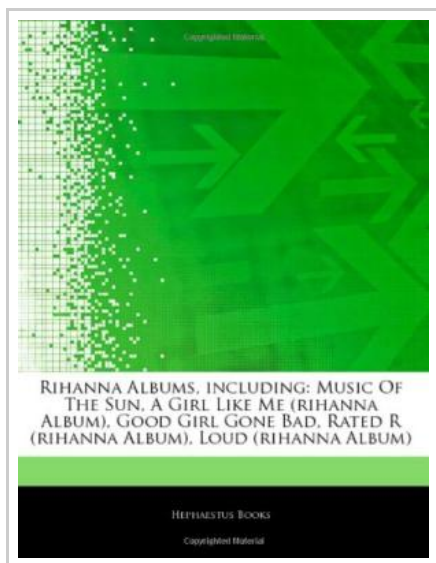 Copyrighted Material
RIHANNA ALBUMS, INCLUDING: MUSIC OF
THE SUN, A GIRL LIKE ME (RIHANNA
ALBUM), GOOD GIRL GONE BAD, RATED R
(RIHANNA ALBUM), LOUD (RIHANNA ALBUM)
HEPHAESTUS BOOKS
Copyrighted Material